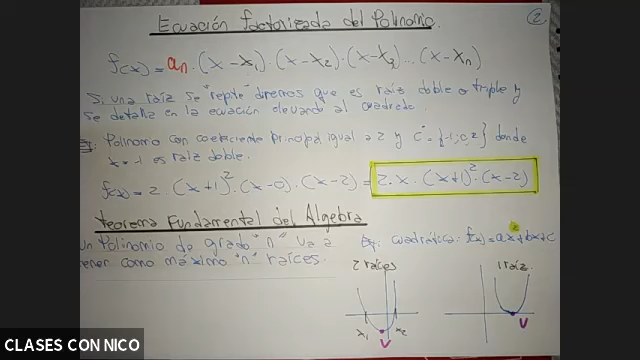 Ecuación factorizada del Polinomio.
2
f(x) = an · (x - x1) · (x - x2) · (x - x3) ... (x - xn)
Si una raíz se "repite" diremos que es raíz doble o triple y
se detalla en la ecuación elevando al cuadrado.
Ej: Polinomio con coeficiente principal igual a 2 y C° = {-1; 0; 2} donde
x = -1 es raíz doble.
f(x) = 2 · (x+1)² · (x-0) · (x-2) = 2 · x · (x+1)² · (x-2)
Teorema Fundamental del Álgebra
un Polinomio de grado "n" va a
tener como máximo "n" raíces.
Ej: cuadrática: f(x) = ax² + bx + c
2 raíces
1 raíz.
x1
x2
V
V
CLASES CON NICO